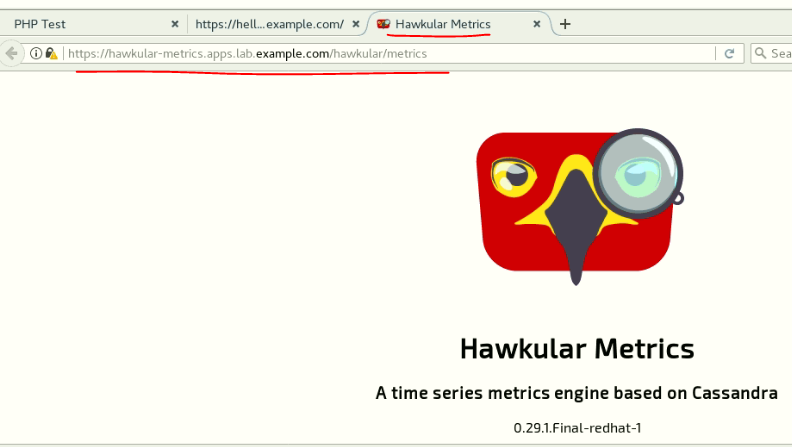 PHP Test
https://hell...example.com/
Hawkular Metrics
https://hawkular-metrics.apps.lab.example.com/hawkular/metrics
Sea
Hawkular Metrics
A time series metrics engine based on Cassandra
0.29.1.Final-redhat-1